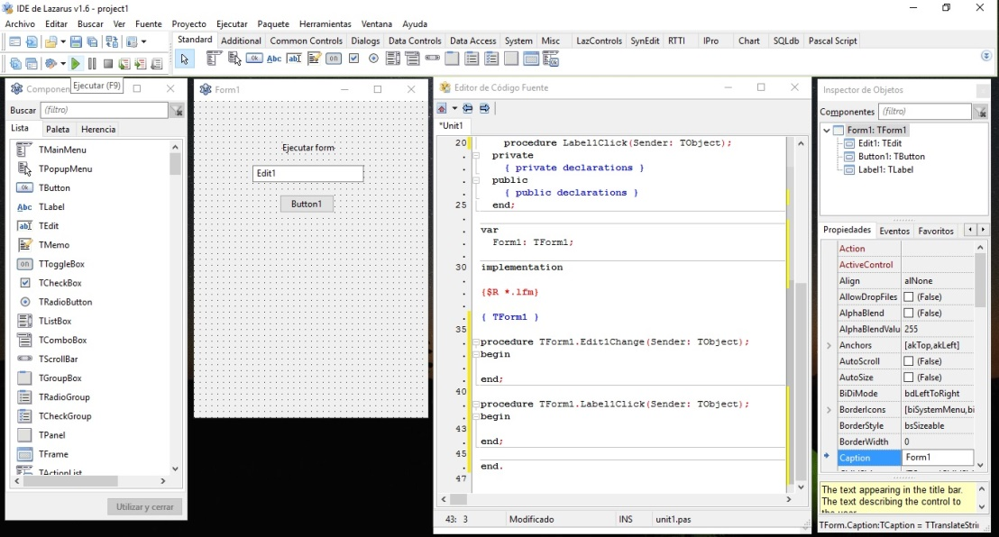 IDE de Lazarus v1.6 - project1
Archivo Editar Buscar Ver Fuente Proyecto Ejecutar Paquete Herramientas Ventana Ayuda
Standard Additional Common Controls Dialogs Data Controls Data Access System Misc LazControls SynEdit RTTI IPro Chart SQLdb Pascal Script
Ok Abc ab on
Ejecutar (F9)
Componen
Buscar (filtro)
Lista Paleta Herencia
TMainMenu
TPopupMenu
Ok TButton
Abc TLabel
ab TEdit
TMemo
on TToggleBox
TCheckBox
TRadioButton
TListBox
TComboBox
TScrollBar
TGroupBox
TRadioGroup
TCheckGroup
TPanel
TFrame
TActionList
Utilizar y cerrar
Form1
Ejecutar form
Edit1
Button1
Editor de Código Fuente
*Unit1
20 procedure Label1Click(Sender: TObject);
private
{ private declarations }
public
{ public declarations }
25 end;
var
Form1: TForm1;
30 implementation
{$R *.lfm}
{ TForm1 }
35
procedure TForm1.Edit1Change(Sender: TObject);
begin
end;
40
procedure TForm1.Label1Click(Sender: TObject);
begin
43
end;
45
end.
47
43: 3 Modificado INS unit1.pas
Inspector de Objetos
Componentes (filtro)
Form1: TForm1
Edit1: TEdit
Button1: TButton
Label1: TLabel
Propiedades Eventos Favoritos
Action
ActiveControl
Align alNone
AllowDropFiles (False)
AlphaBlend (False)
AlphaBlendValu 255
Anchors [akTop,akLeft]
AutoScroll (False)
AutoSize (False)
BiDiMode bdLeftToRight
BorderIcons [biSystemMenu,bi
BorderStyle bsSizeable
BorderWidth 0
Caption Form1
The text appearing in the title bar.
The text describing the control to
the user
TForm.Caption:TCaption = TTranslateStri